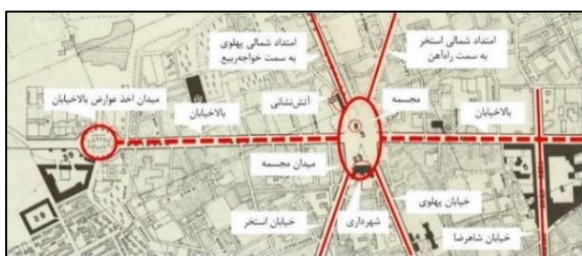 امتداد شمالی استخر
به سمت راه‌آهن
امتداد شمالی پهلوی
به سمت خواجه‌ربیع
مجسمه
آتش‌نشانی
میدان اخذ عوارض بالاخیابان
بالاخیابان
بالاخیابان
میدان مجسمه
خیابان پهلوی
شهرداری
خیابان استخر
خیابان شاهرضا